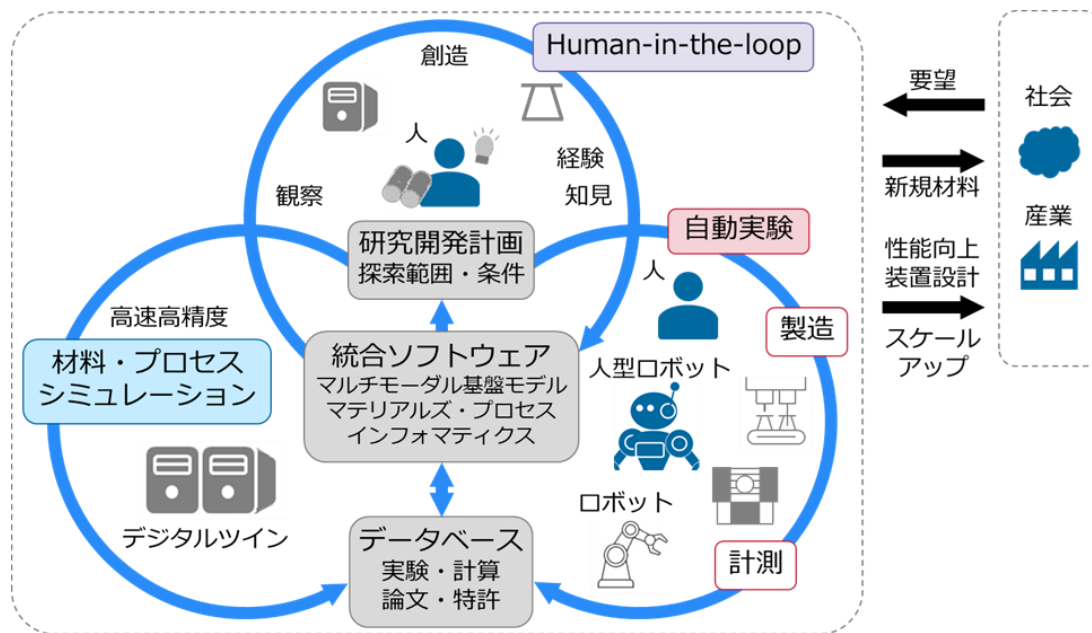 Human-in-the-loop
創造
人
観察
経験
知見
研究開発計画
探索範囲・条件
高速高精度
材料・プロセス
シミュレーション
デジタルツイン
統合ソフトウェア
マルチモーダル基盤モデル
マテリアルズ・プロセス
インフォマティクス
データベース
実験・計算
論文・特許
自動実験
人
製造
人型ロボット
ロボット
計測
要望
新規材料
性能向上
装置設計
スケール
アップ
社会
産業